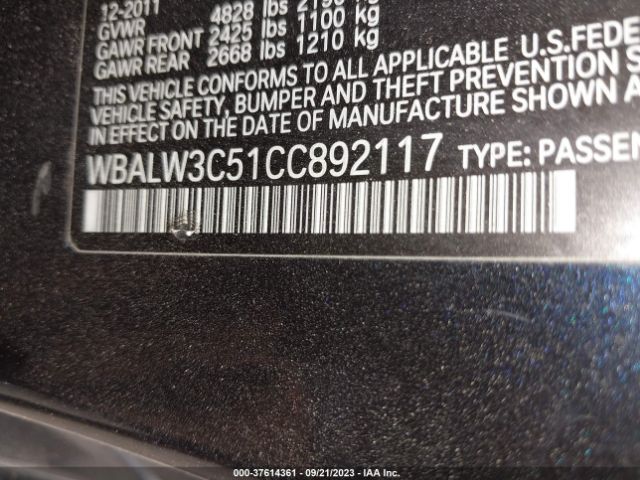 12-2011
GVWR 4828 lbs 2190 kg
GAWR FRONT 2425 lbs 1100 kg
GAWR REAR 2668 lbs 1210 kg
THIS VEHICLE CONFORMS TO ALL APPLICABLE U.S.FEDE
VEHICLE SAFETY, BUMPER AND THEFT PREVENTION S
IN EFFECT ON THE DATE OF MANUFACTURE SHOWN A
WBALW3C51CC892117 TYPE: PASSEN
000-37614361 - 09/21/2023 - IAA Inc.